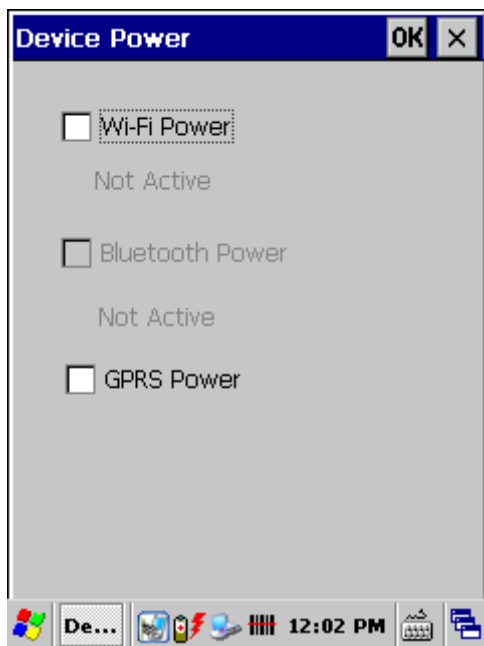 Device Power OK ×
Wi-Fi Power
Not Active
Bluetooth Power
Not Active
GPRS Power
De... 12:02 PM